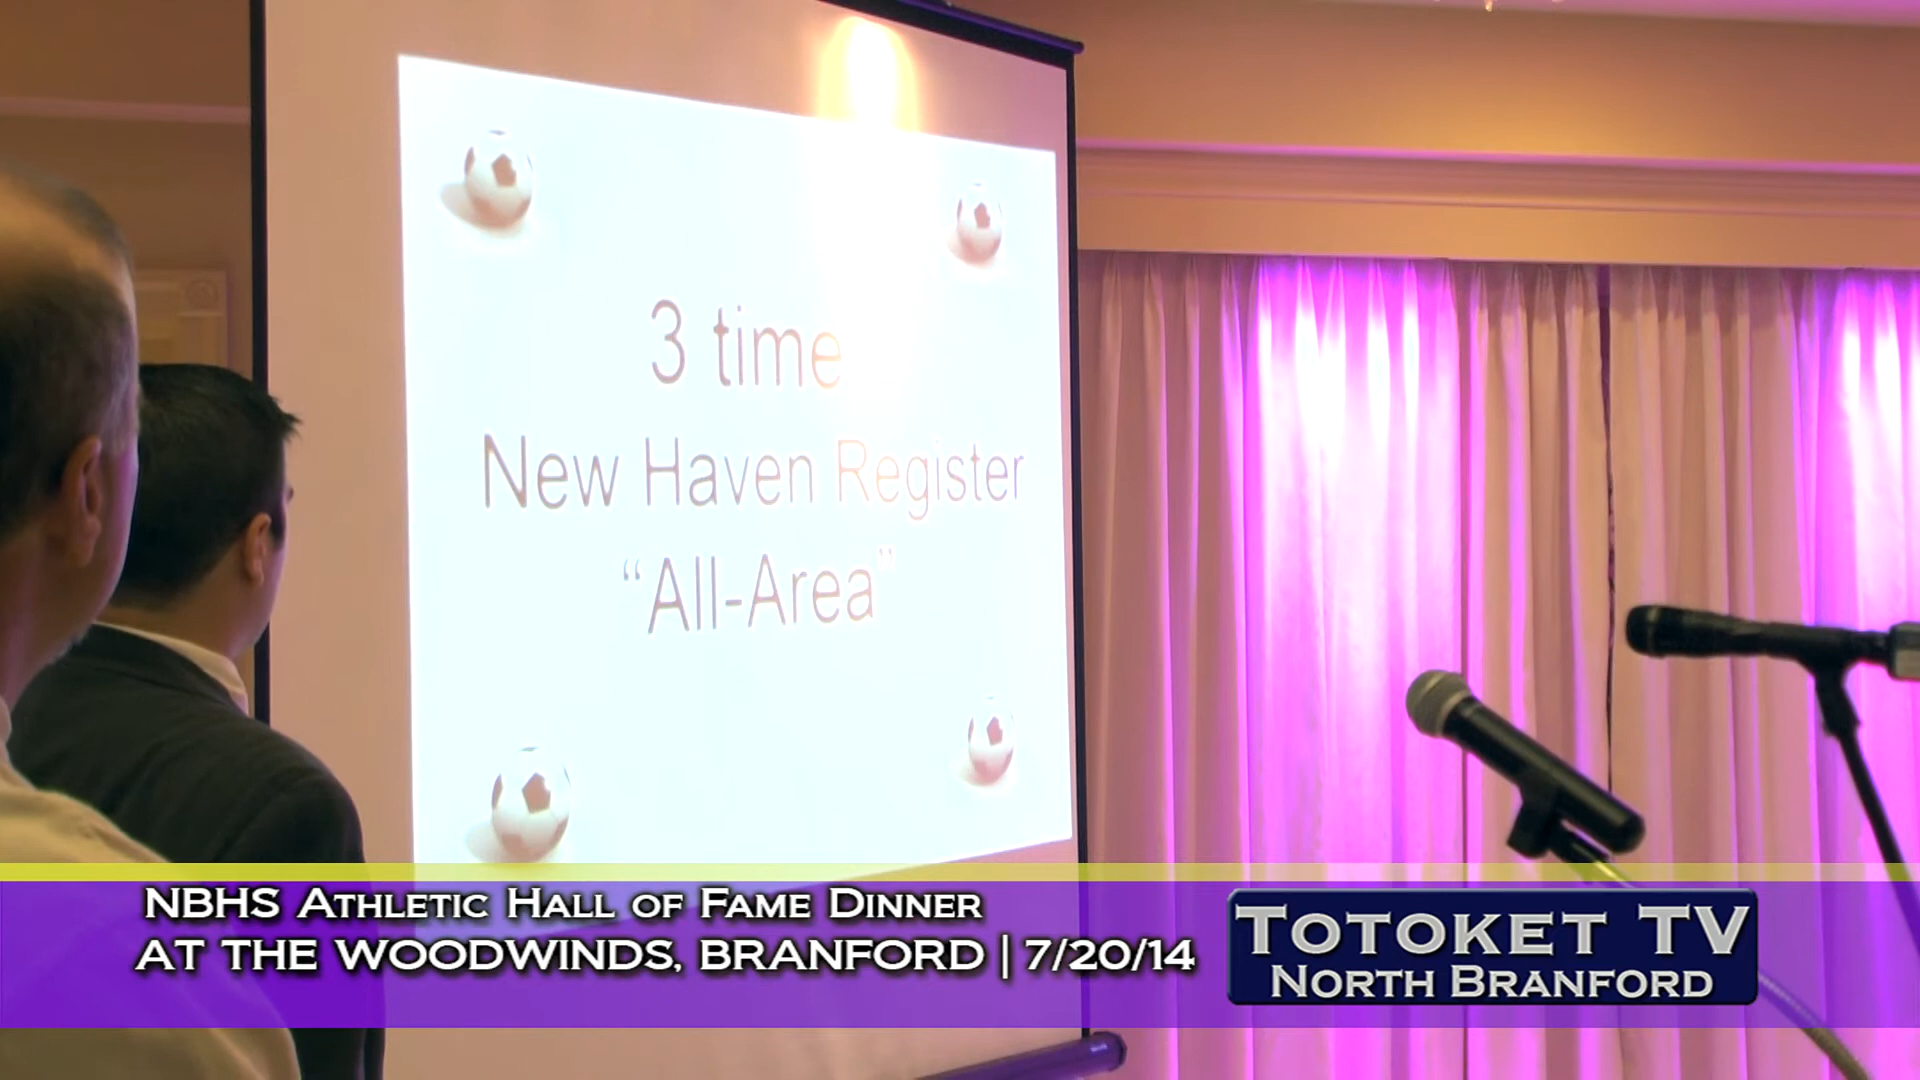 3 time
New Haven Register
“All-Area”
NBHS Athletic Hall of Fame Dinner
AT THE WOODWINDS, BRANFORD | 7/20/14
TOTOKET TV
NORTH BRANFORD